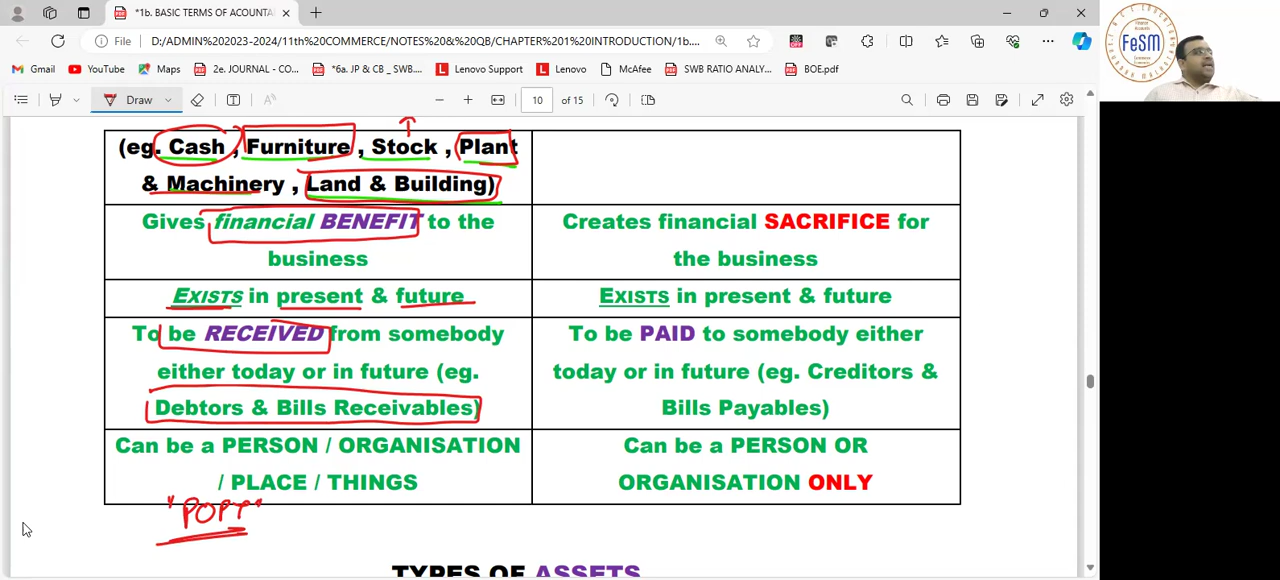 *1b. BASIC TERMS OF ACOUNTA
File
D:/ADMIN%202023-2024/11th%20COMMERCE/NOTES%20&%20QB/CHAPTER%201%20INTRODUCTION/1b....
Gmail
YouTube
Maps
2e. JOURNAL - CO...
*6a. JP & CB _ SWB....
Lenovo Support
Lenovo
McAfee
SWB RATIO ANALY...
BOE.pdf
Draw
10 of 15
(eg. Cash , Furniture , Stock , Plant
& Machinery , Land & Building)
Gives financial BENEFIT to the
business
Creates financial SACRIFICE for
the business
EXISTS in present & future
EXISTS in present & future
To be RECEIVED from somebody
either today or in future (eg.
Debtors & Bills Receivables)
To be PAID to somebody either
today or in future (eg. Creditors &
Bills Payables)
Can be a PERSON / ORGANISATION
/ PLACE / THINGS
Can be a PERSON OR
ORGANISATION ONLY
"POPT"
TYPES OF ASSETS
FeSM